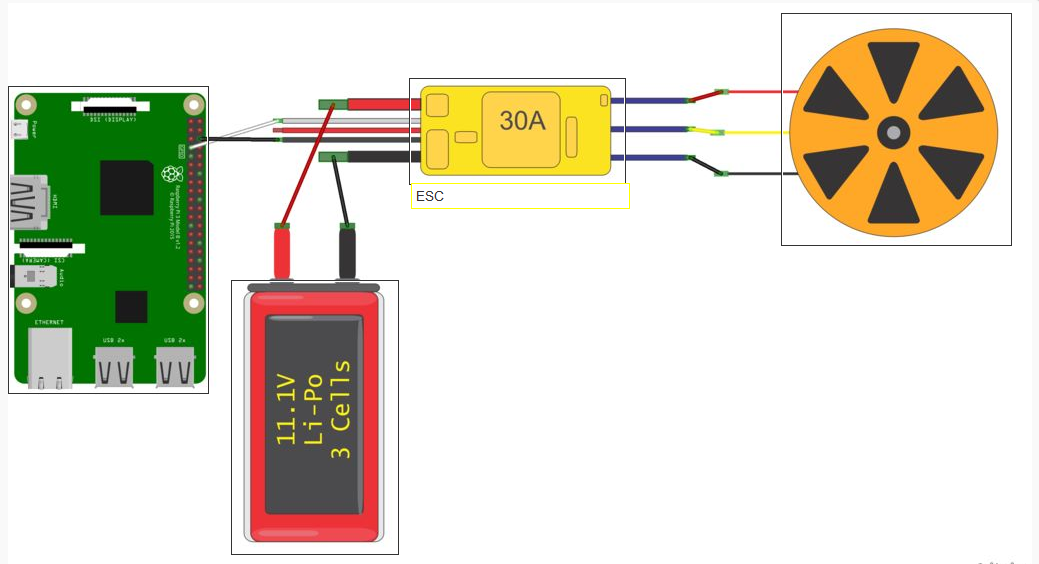 DSI (DISPLAY)
Power
GPIO
Raspberry Pi 3 Model B v1.2
© Raspberry Pi 2015
HDMI
CSI (CAMERA)
Audio
ETHERNET
USB 2x
USB 2x
30A
ESC
11.1V
Li-Po
3 Cells